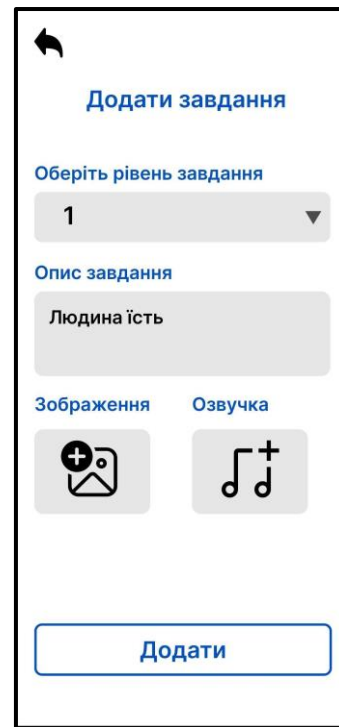 Додати завдання
Оберіть рівень завдання
1
Опис завдання
Людина їсть
Зображення Озвучка
Додати